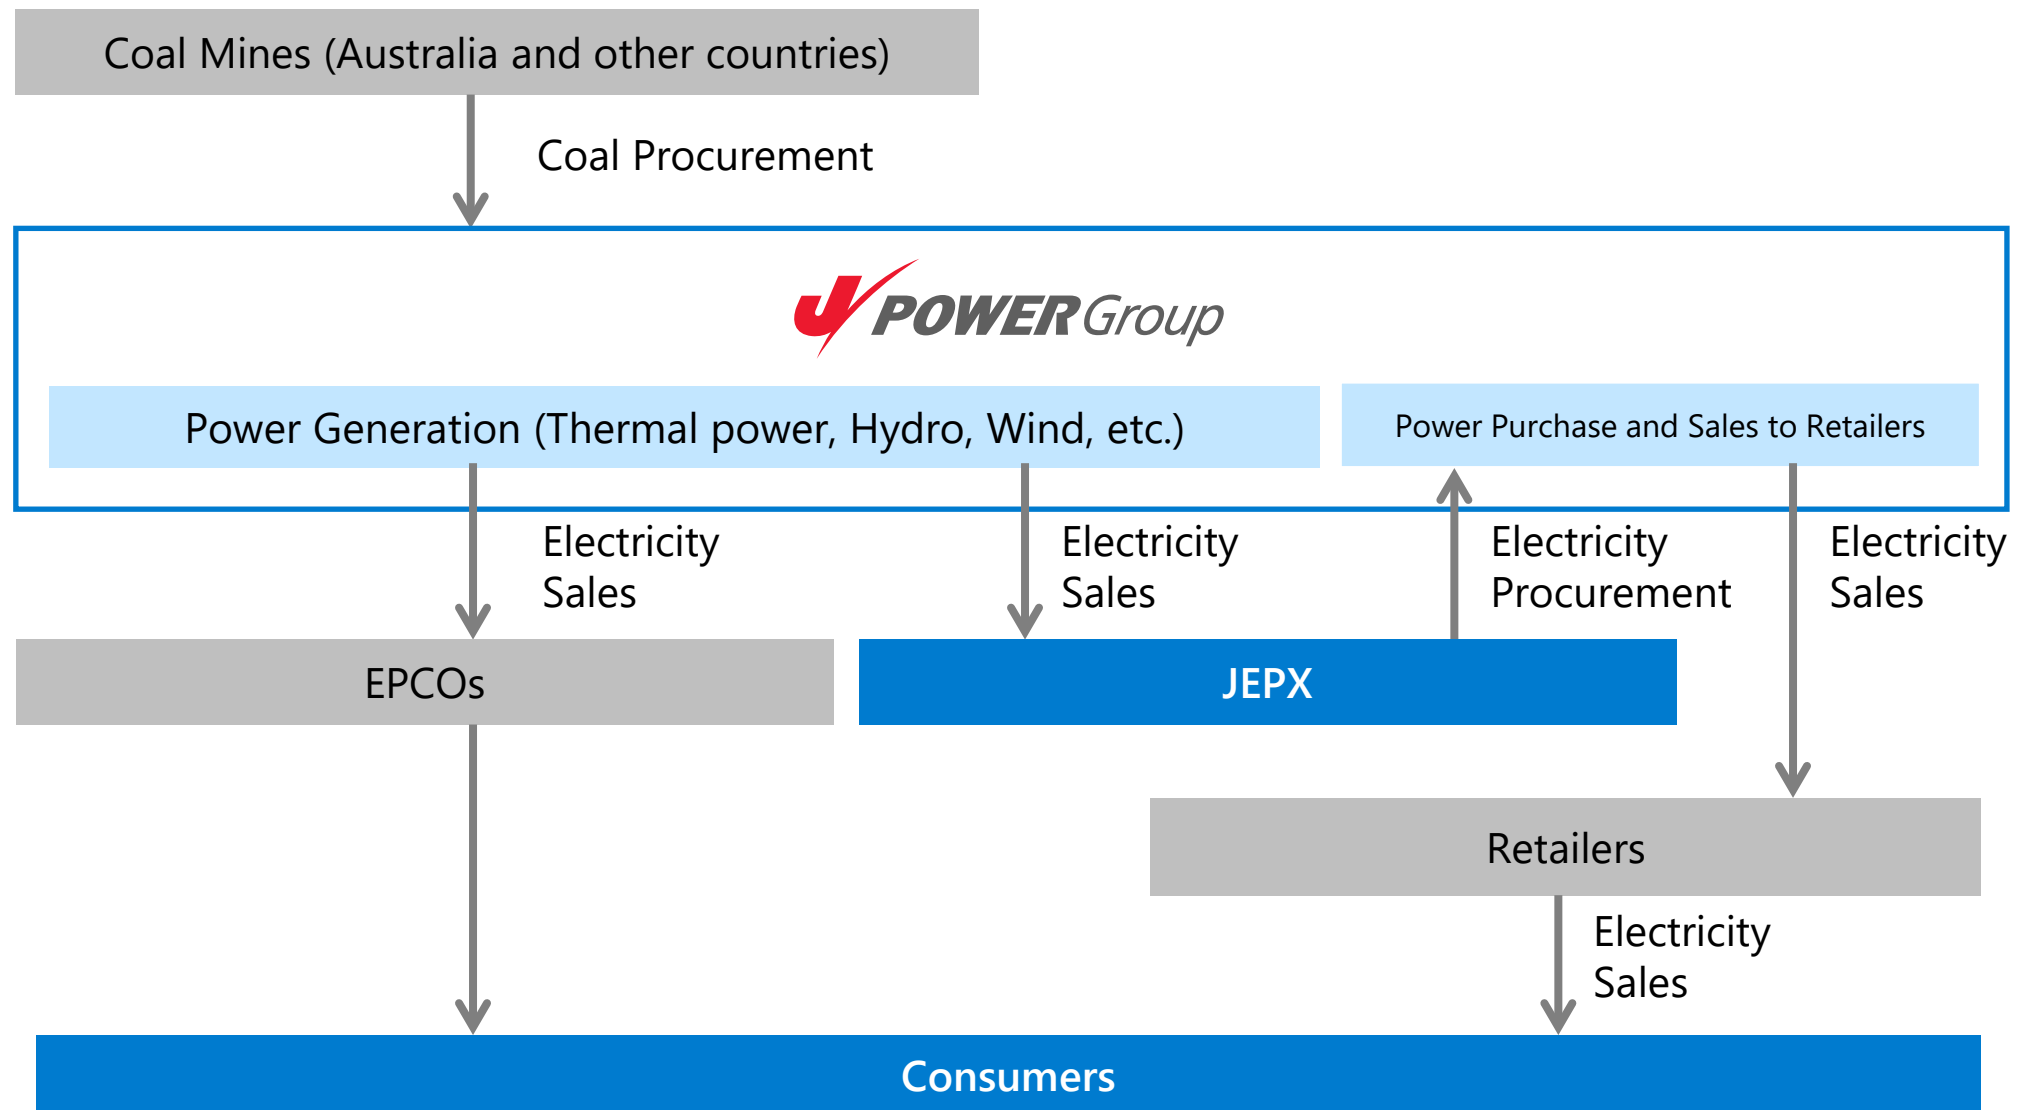 Coal Mines (Australia and other countries)
Coal Procurement
J POWER Group
Power Generation (Thermal power, Hydro, Wind, etc.)
Power Purchase and Sales to Retailers
Electricity
Sales
Electricity
Sales
Electricity
Procurement
Electricity
Sales
EPCOs
JEPX
Retailers
Electricity
Sales
Consumers